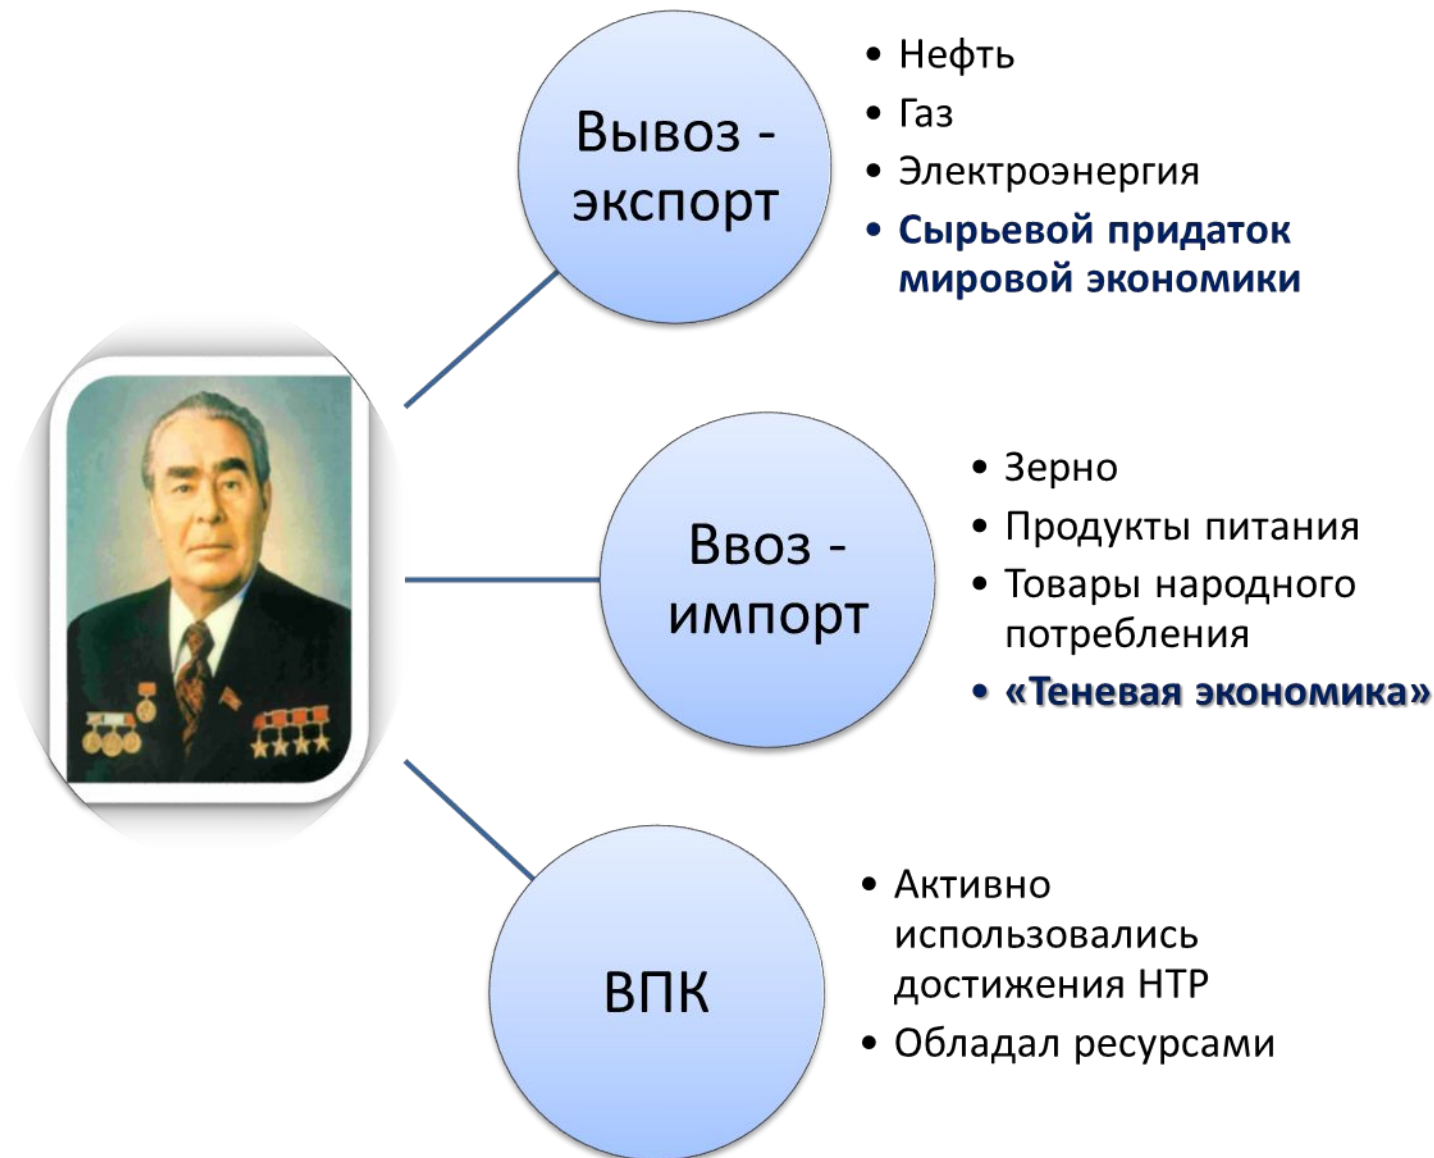 Вывоз -
экспорт
• Нефть
• Газ
• Электроэнергия
• Сырьевой придаток
мировой экономики
Ввоз -
импорт
• Зерно
• Продукты питания
• Товары народного
потребления
• «Теневая экономика»
ВПК
• Активно
использовались
достижения НТР
• Обладал ресурсами